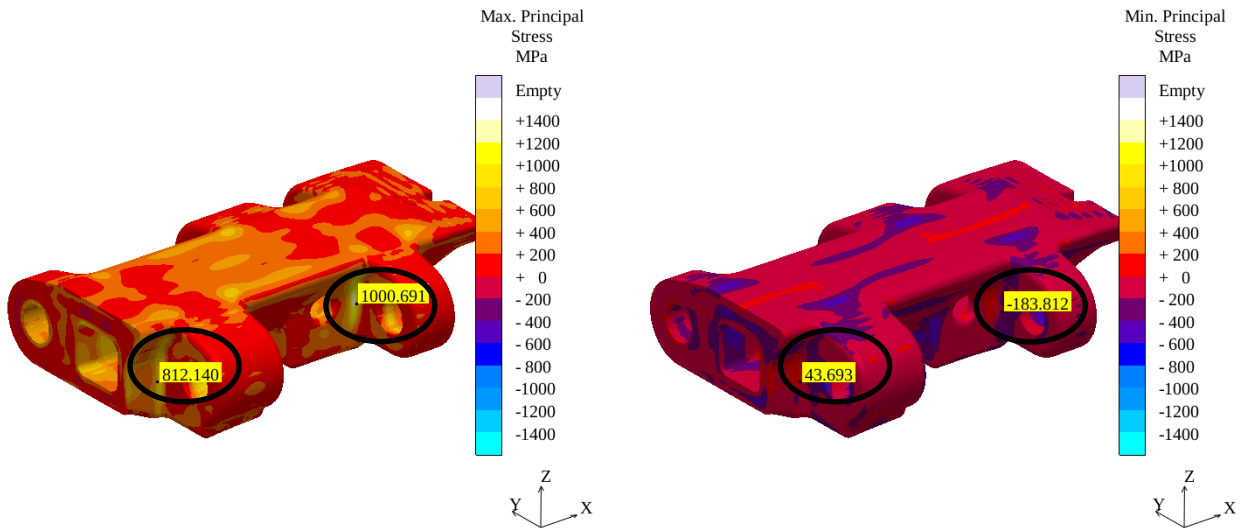 Max. Principal
Stress
MPa
Empty
+1400
+1200
+1000
+ 800
+ 600
+ 400
+ 200
+ 0
- 200
- 400
- 600
- 800
-1000
-1200
-1400
1000.691
812.140
Z
Y
X
Min. Principal
Stress
MPa
Empty
+1400
+1200
+1000
+ 800
+ 600
+ 400
+ 200
+ 0
- 200
- 400
- 600
- 800
-1000
-1200
-1400
-183.812
43.693
Z
Y
X